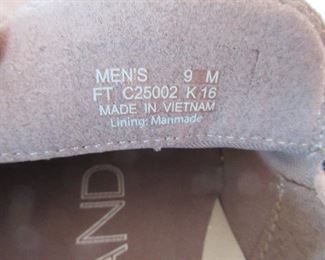 MEN'S 9 M
FT C25002 K16
MADE IN VIETNAM
Lining: Manmade
AND